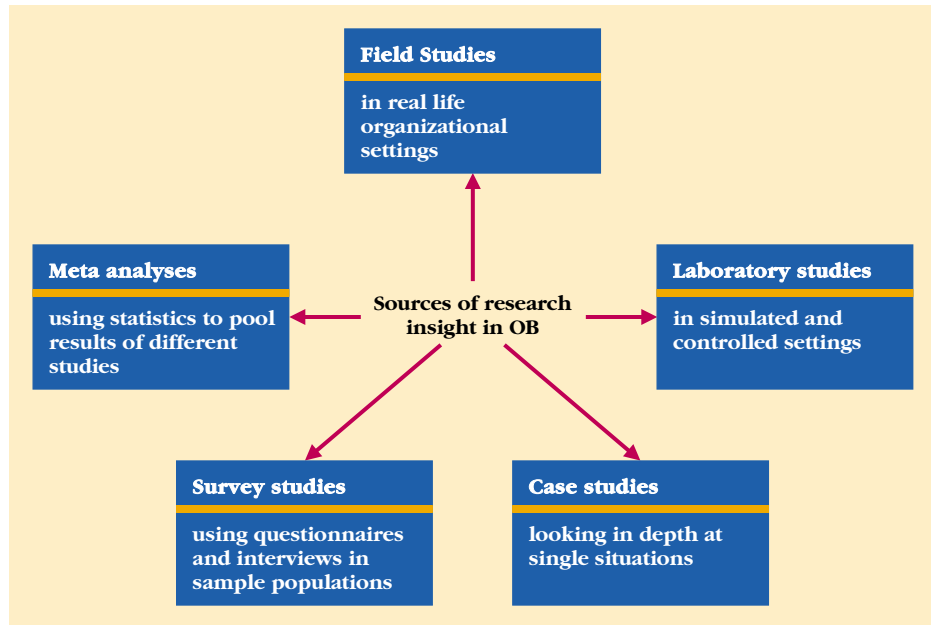 Field Studies
in real life
organizational
settings
Meta analyses
using statistics to pool
results of different
studies
Sources of research
insight in OB
Laboratory studies
in simulated and
controlled settings
Survey studies
using questionnaires
and interviews in
sample populations
Case studies
looking in depth at
single situations